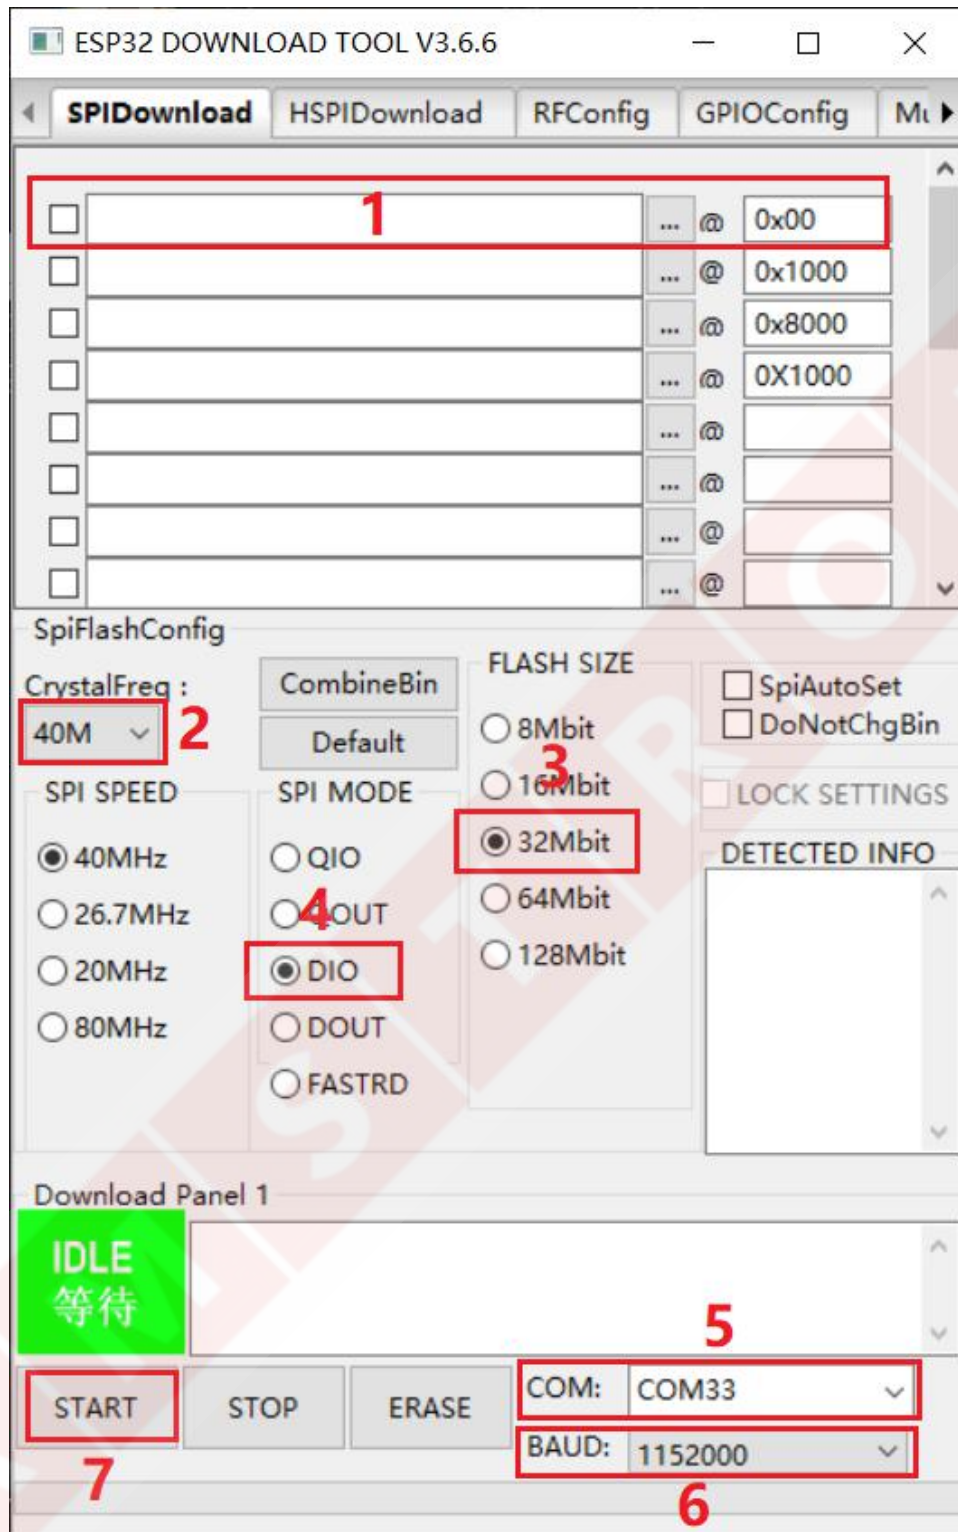 ESP32 DOWNLOAD TOOL V3.6.6
SPIDownload HSPIDownload RFConfig GPIOConfig
1 ... @ 0x00
... @ 0x1000
... @ 0x8000
... @ 0X1000
... @
... @
... @
... @
SpiFlashConfig
CrystalFreq :
40M 2
CombineBin
Default
SPI SPEED
40MHz
26.7MHz
20MHz
80MHz
SPI MODE
QIO
4
DIO
DOUT
FASTRD
FLASH SIZE
8Mbit
3
16Mbit
32Mbit
64Mbit
128Mbit
SpiAutoSet
DoNotChgBin
LOCK SETTINGS
DETECTED INFO
Download Panel 1
IDLE
等待
5
START STOP ERASE
COM: COM33
BAUD: 1152000
7
6